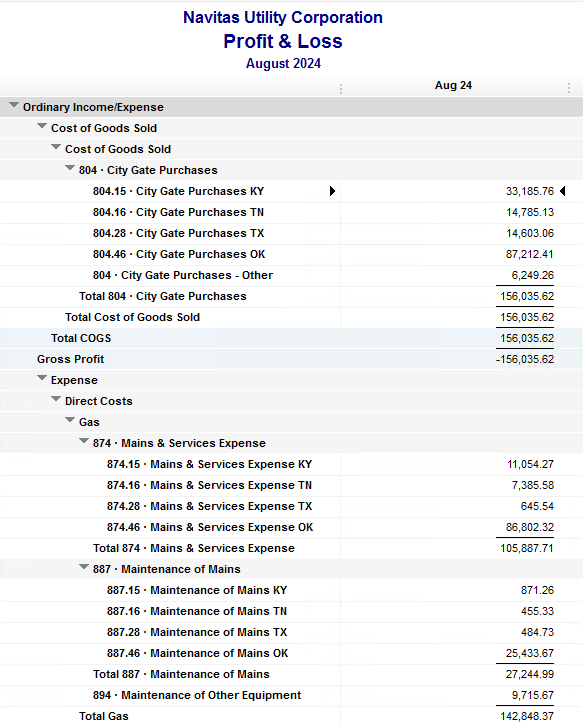 Navitas Utility Corporation
Profit & Loss
August 2024
Aug 24
Ordinary Income/Expense
Cost of Goods Sold
Cost of Goods Sold
804 · City Gate Purchases
804.15 · City Gate Purchases KY 33,185.76
804.16 · City Gate Purchases TN 14,785.13
804.28 · City Gate Purchases TX 14,603.06
804.46 · City Gate Purchases OK 87,212.41
804 · City Gate Purchases - Other 6,249.26
Total 804 · City Gate Purchases 156,035.62
Total Cost of Goods Sold 156,035.62
Total COGS 156,035.62
Gross Profit -156,035.62
Expense
Direct Costs
Gas
874 · Mains & Services Expense
874.15 · Mains & Services Expense KY 11,054.27
874.16 · Mains & Services Expense TN 7,385.58
874.28 · Mains & Services Expense TX 645.54
874.46 · Mains & Services Expense OK 86,802.32
Total 874 · Mains & Services Expense 105,887.71
887 · Maintenance of Mains
887.15 · Maintenance of Mains KY 871.26
887.16 · Maintenance of Mains TN 455.33
887.28 · Maintenance of Mains TX 484.73
887.46 · Maintenance of Mains OK 25,433.67
Total 887 · Maintenance of Mains 27,244.99
894 · Maintenance of Other Equipment 9,715.67
Total Gas 142,848.37